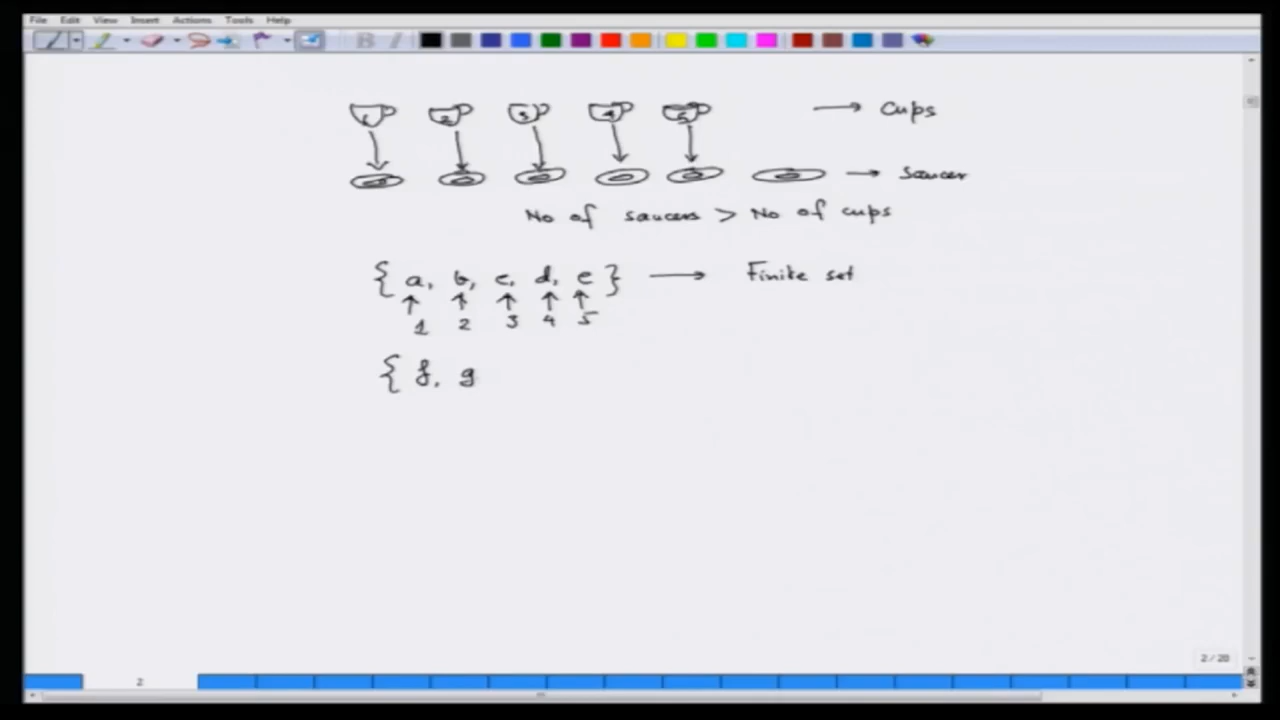 File Edit View Insert Actions Tools Help
B I
1 2 3 4 5 → Cups
→ Saucer
No of saucers > No of cups
{ a, b, c, d, e } → Finite set
↑ ↑ ↑ ↑ ↑
1 2 3 4 5
{ f, g
2 / 20
2